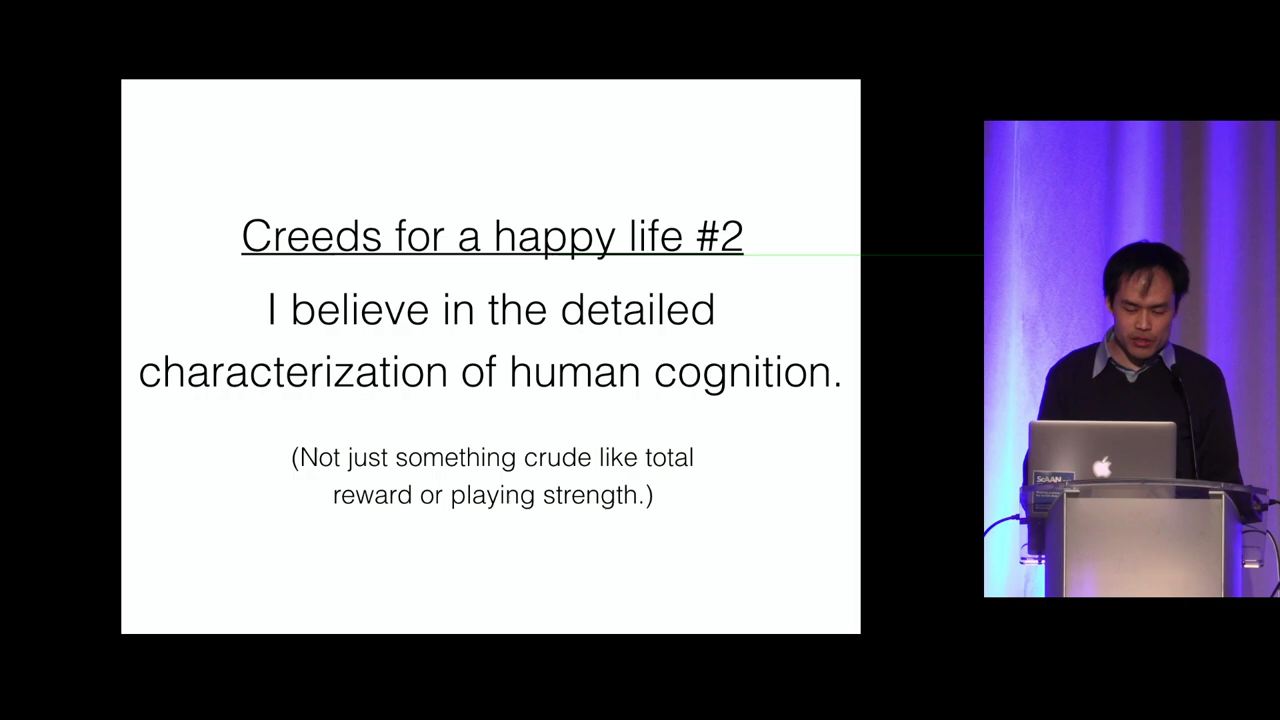 Creeds for a happy life #2
I believe in the detailed
characterization of human cognition.
(Not just something crude like total
reward or playing strength.)